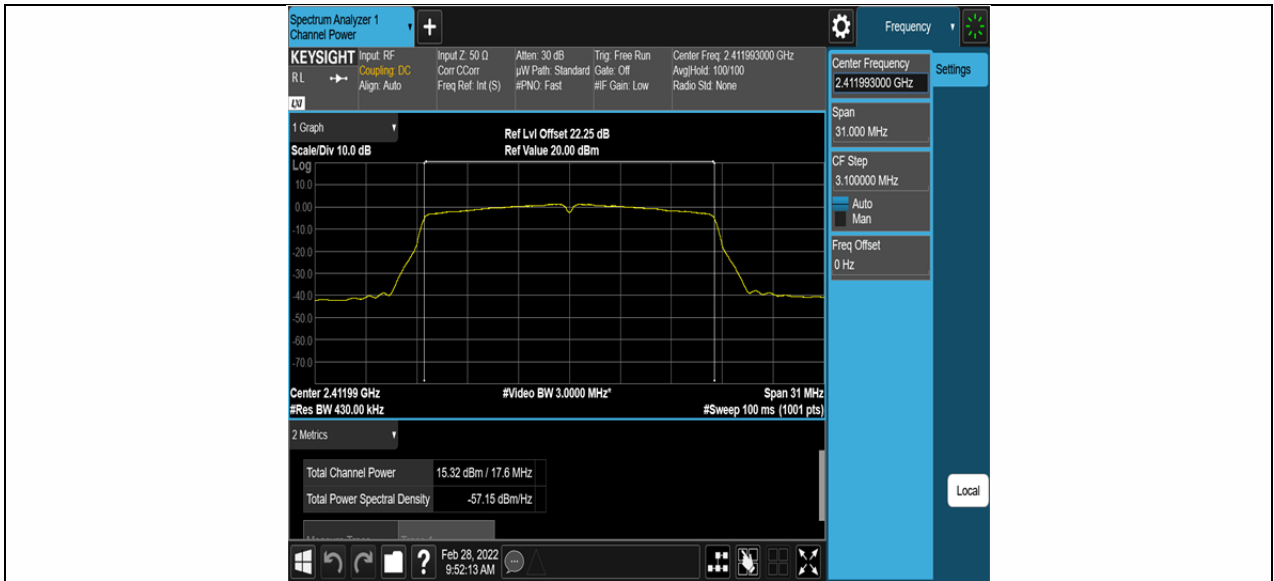 Spectrum Analyzer 1
Channel Power
+
Frequency
KEYSIGHT
RL
LXI
Input: RF
Coupling: DC
Align: Auto
Input Z: 50 Ω
Corr CCorr
Freq Ref: Int (S)
Atten: 30 dB
µW Path: Standard
#PNO: Fast
Trig: Free Run
Gate: Off
#IF Gain: Low
Center Freq: 2.411993000 GHz
Avg|Hold: 100/100
Radio Std: None
Center Frequency
2.411993000 GHz
Settings
Span
31.000 MHz
CF Step
3.100000 MHz
Auto
Man
Freq Offset
0 Hz
Local
1 Graph
Scale/Div 10.0 dB
Ref Lvl Offset 22.25 dB
Ref Value 20.00 dBm
Log
10.0
0.00
-10.0
-20.0
-30.0
-40.0
-50.0
-60.0
-70.0
Center 2.41199 GHz
#Res BW 430.00 kHz
#Video BW 3.0000 MHz*
Span 31 MHz
#Sweep 100 ms (1001 pts)
2 Metrics
Total Channel Power 15.32 dBm / 17.6 MHz
Total Power Spectral Density -57.15 dBm/Hz
?
Feb 28, 2022
9:52:13 AM